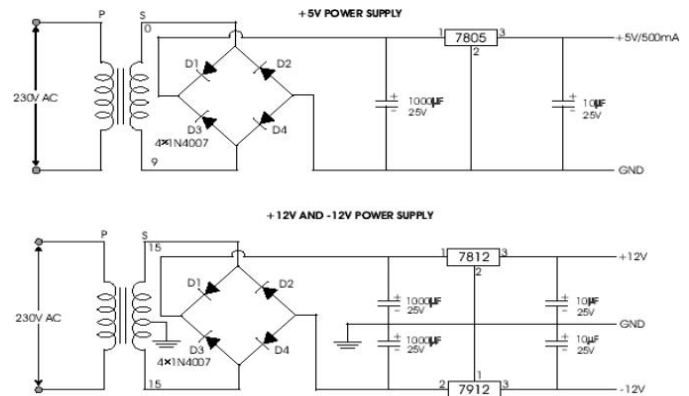 +5V POWER SUPPLY
P S
0
1 7805 3
+5V/500mA
2
D1 D2
230V AC
1000µF
25V
10µF
25V
D3 D4
4×1N4007
9
GND
+12V AND -12V POWER SUPPLY
P S
15
1 7812 3
+12V
2
D1 D2
1000µF
25V
10µF
25V
230V AC
GND
D3 D4
1000µF
25V
10µF
25V
4×1N4007
1
15
2 7912 3
-12V